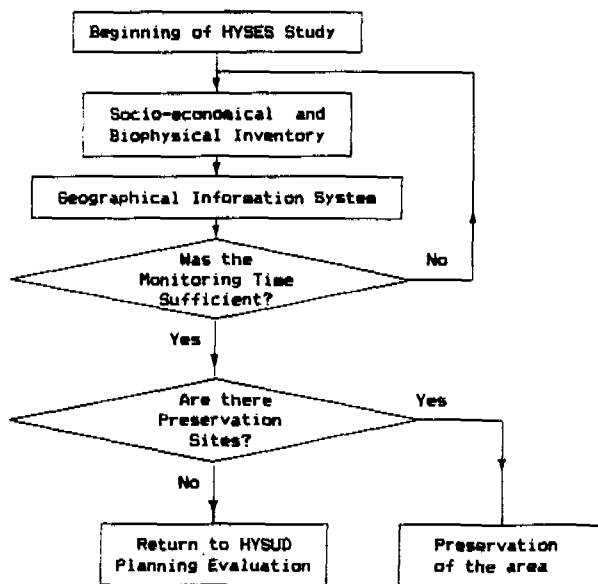 Beginning of HYSES Study
Socio-economical and
Biophysical Inventory
Geographical Information System
Was the
Monitoring Time
Sufficient?
No
Yes
Are there
Preservation
Sites?
Yes
No
Return to HYSUD
Planning Evaluation
Preservation
of the area